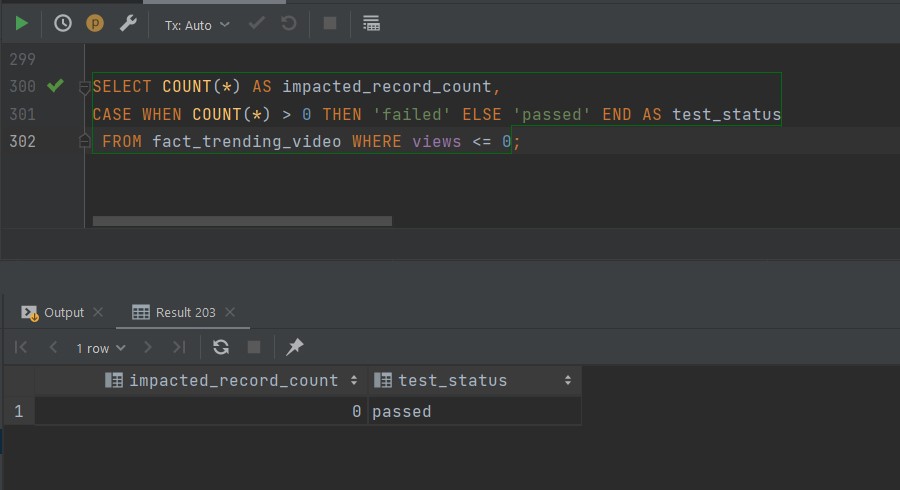 p Tx: Auto
299
300 SELECT COUNT(*) AS impacted_record_count,
301 CASE WHEN COUNT(*) > 0 THEN 'failed' ELSE 'passed' END AS test_status
302 FROM fact_trending_video WHERE views <= 0;
Output Result 203
1 row
impacted_record_count test_status
1 0 passed